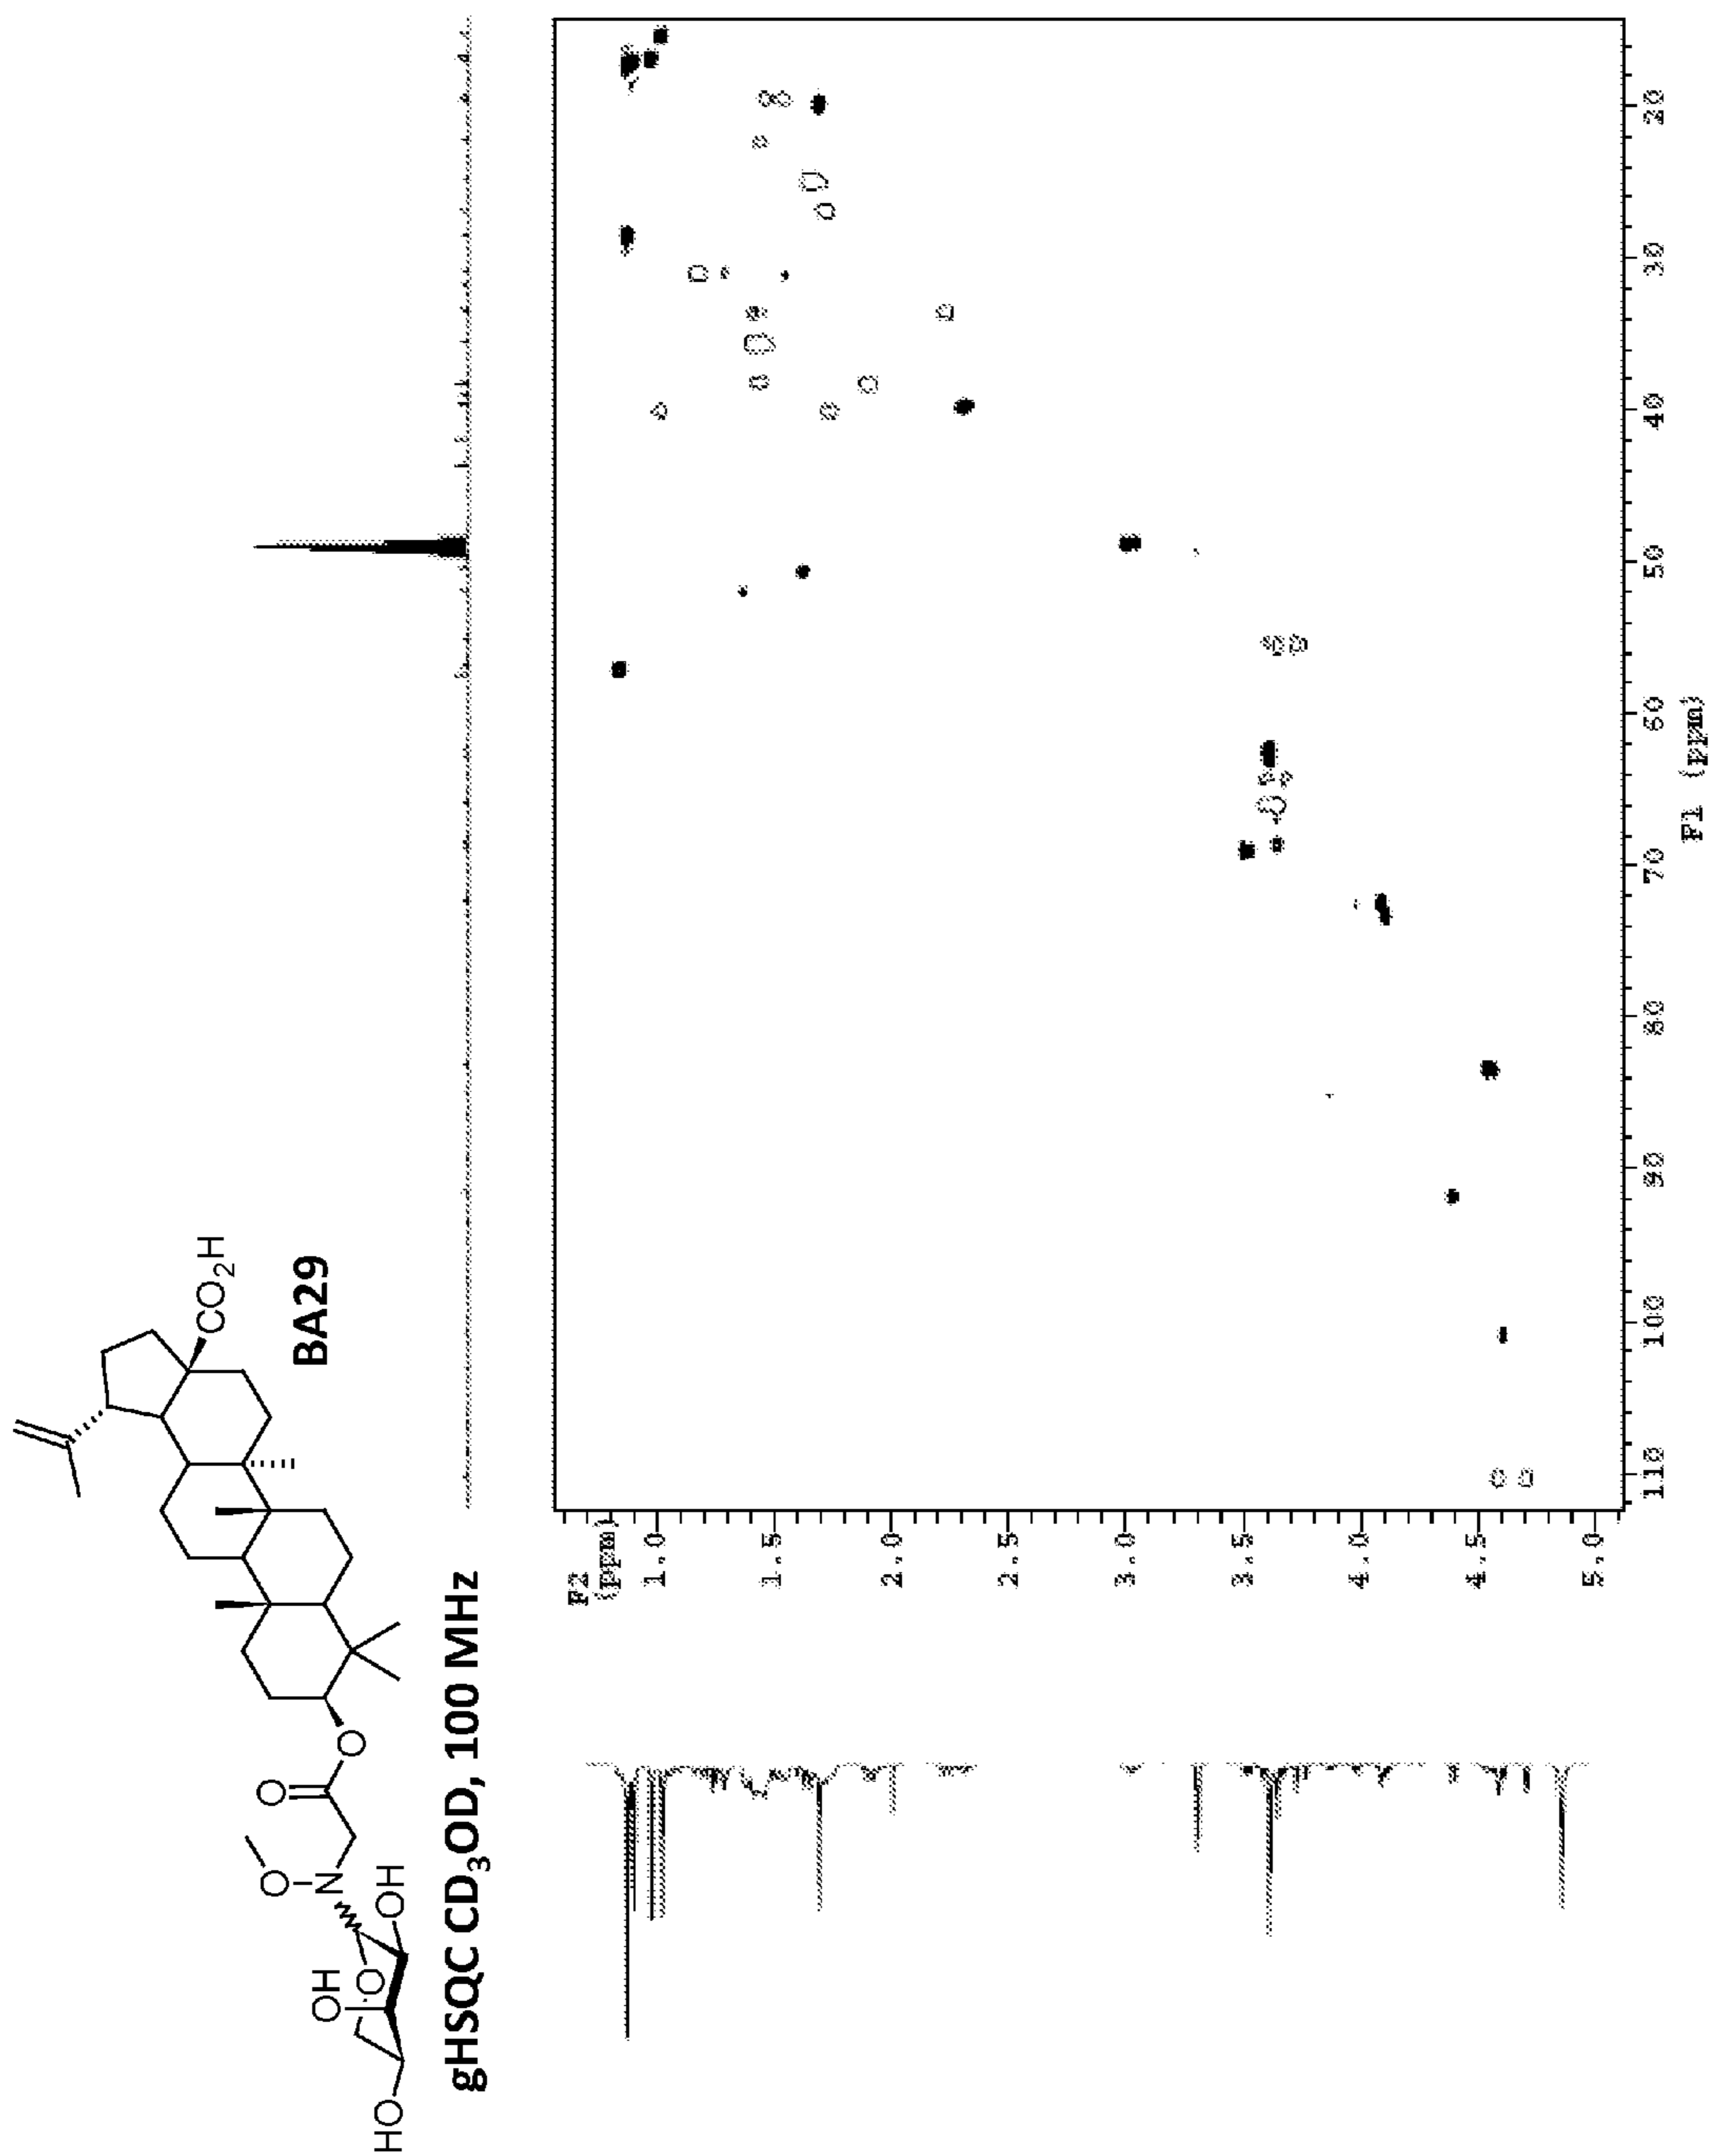 CO2H
BA29
O
O
O
N
OH
OH
O
HO
gHSQC CD3OD, 100 MHz
F2
(ppm)
1.0
1.5
2.0
2.5
3.0
3.5
4.0
4.5
5.0
20
30
40
50
60
70
80
90
100
110
F1 (ppm)